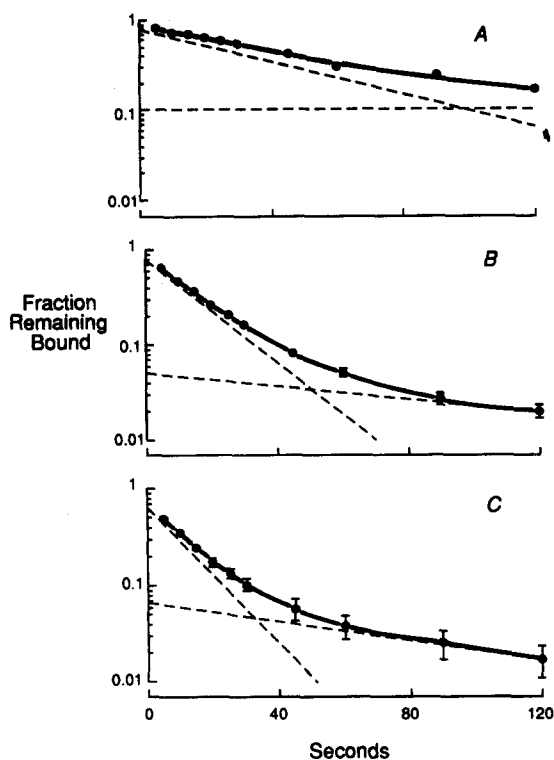 1
A
0.1
0.01
1
B
Fraction
Remaining
Bound
0.1
0.01
1
C
0.1
0.01
0 40 80 120
Seconds